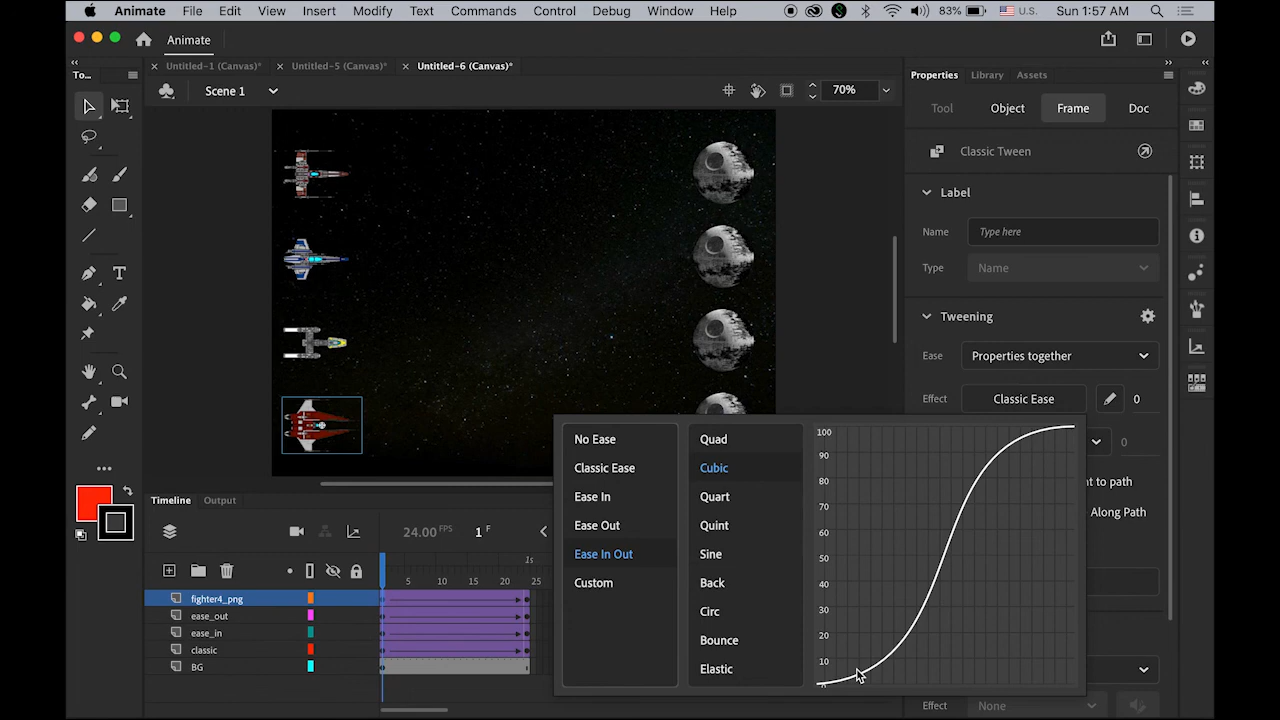 Animate File Edit View Insert Modify Text Commands Control Debug Window Help 83% U.S. Sun 1:57 AM
Animate
To... Untitled-1 (Canvas)* Untitled-5 (Canvas)* Untitled-6 (Canvas)* Properties Library Assets
Scene 1 70%
Tool Object Frame Doc
Classic Tween
Label
Name Type here
Type Name
Tweening
Ease Properties together
Effect Classic Ease 0
0
nt to path
Along Path
Effect None
No Ease
Classic Ease
Ease In
Ease Out
Ease In Out
Custom
Quad
Cubic
Quart
Quint
Sine
Back
Circ
Bounce
Elastic
100
90
80
70
60
50
40
30
20
10
Timeline Output
24.00 FPS 1 F
1s
5 10 15 20 25
fighter4_png
ease_out
ease_in
classic
BG